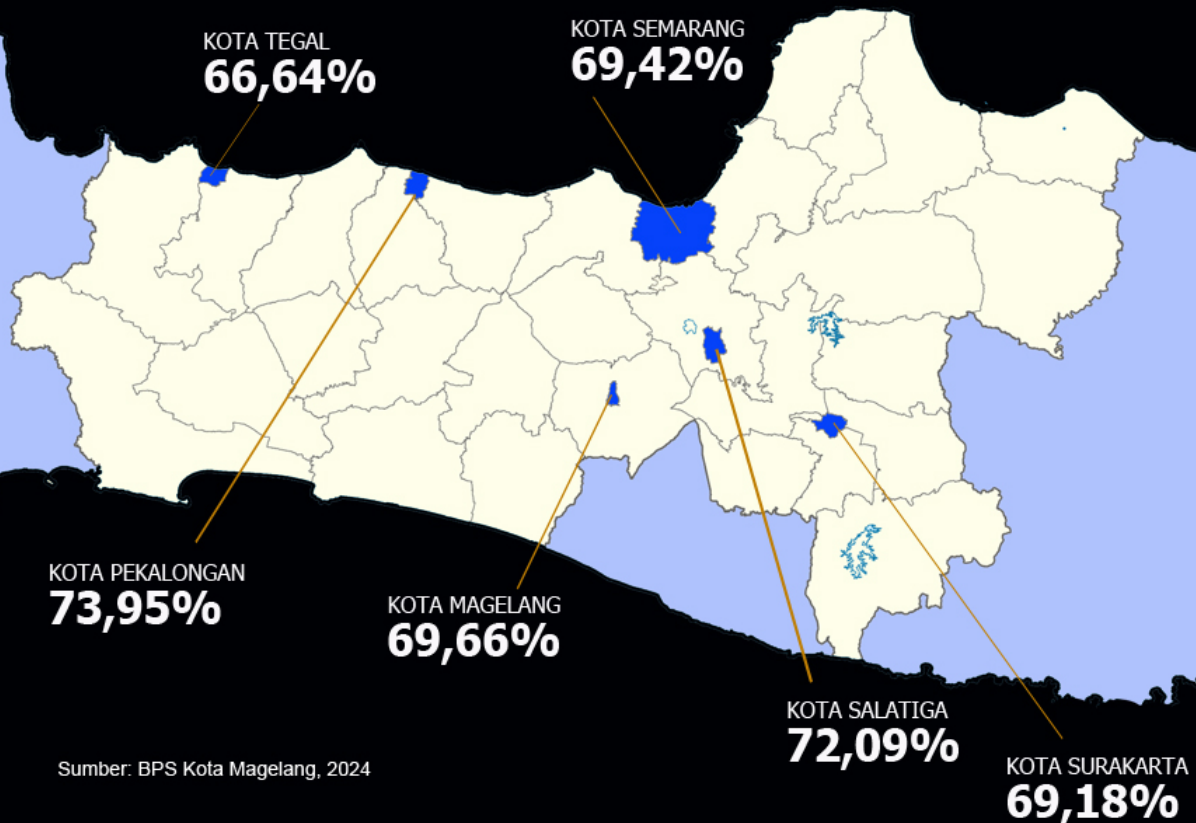 KOTA TEGAL
66,64%
KOTA SEMARANG
69,42%
KOTA PEKALONGAN
73,95%
KOTA MAGELANG
69,66%
KOTA SALATIGA
72,09%
KOTA SURAKARTA
69,18%
Sumber: BPS Kota Magelang, 2024